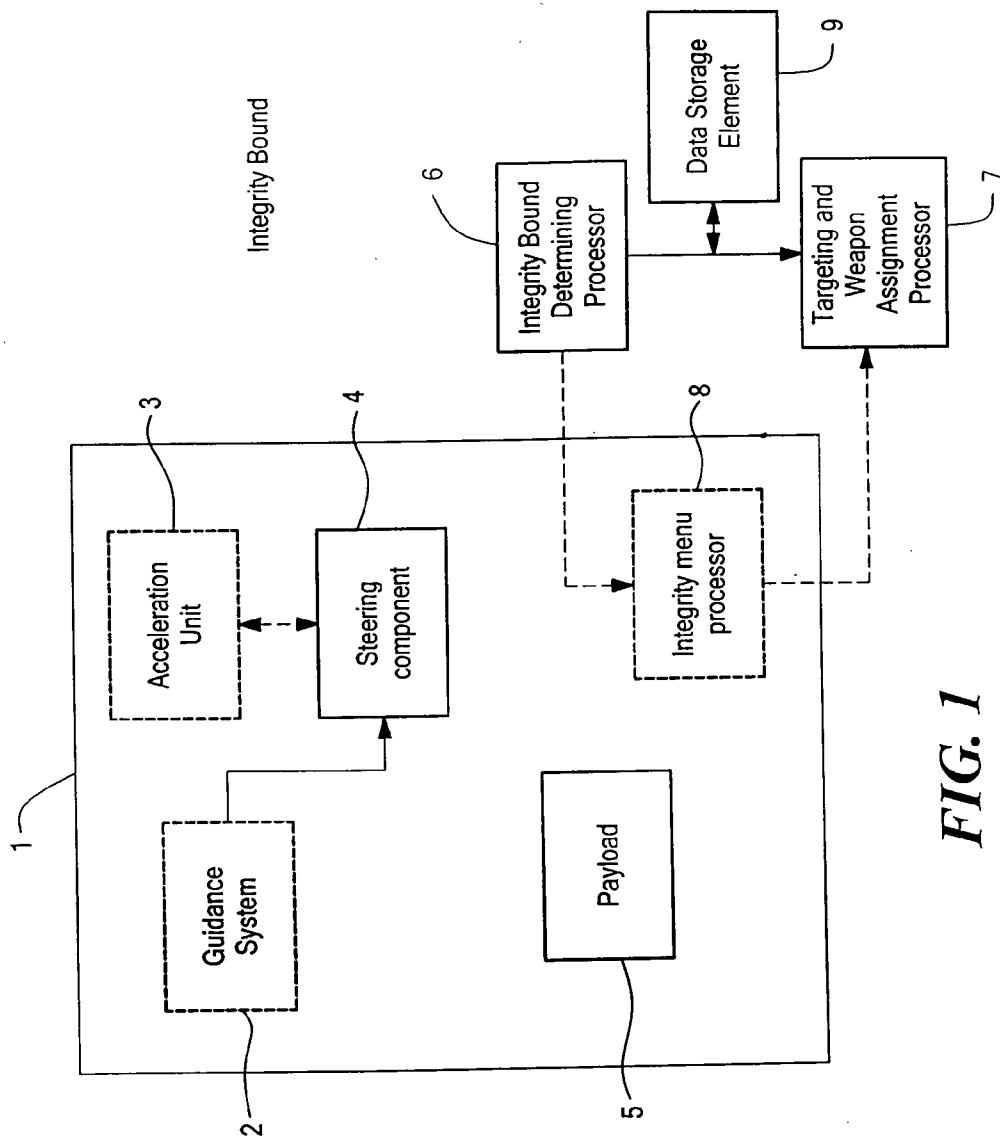 Integrity Bound
1
3
Acceleration
Unit
4
Steering
component
Guidance
System
2
Payload
5
6
Integrity Bound
Determining
Processor
9
Data Storage
Element
8
Integrity menu
processor
Targeting and
Weapon
Assignment
Processor
7
FIG. 1